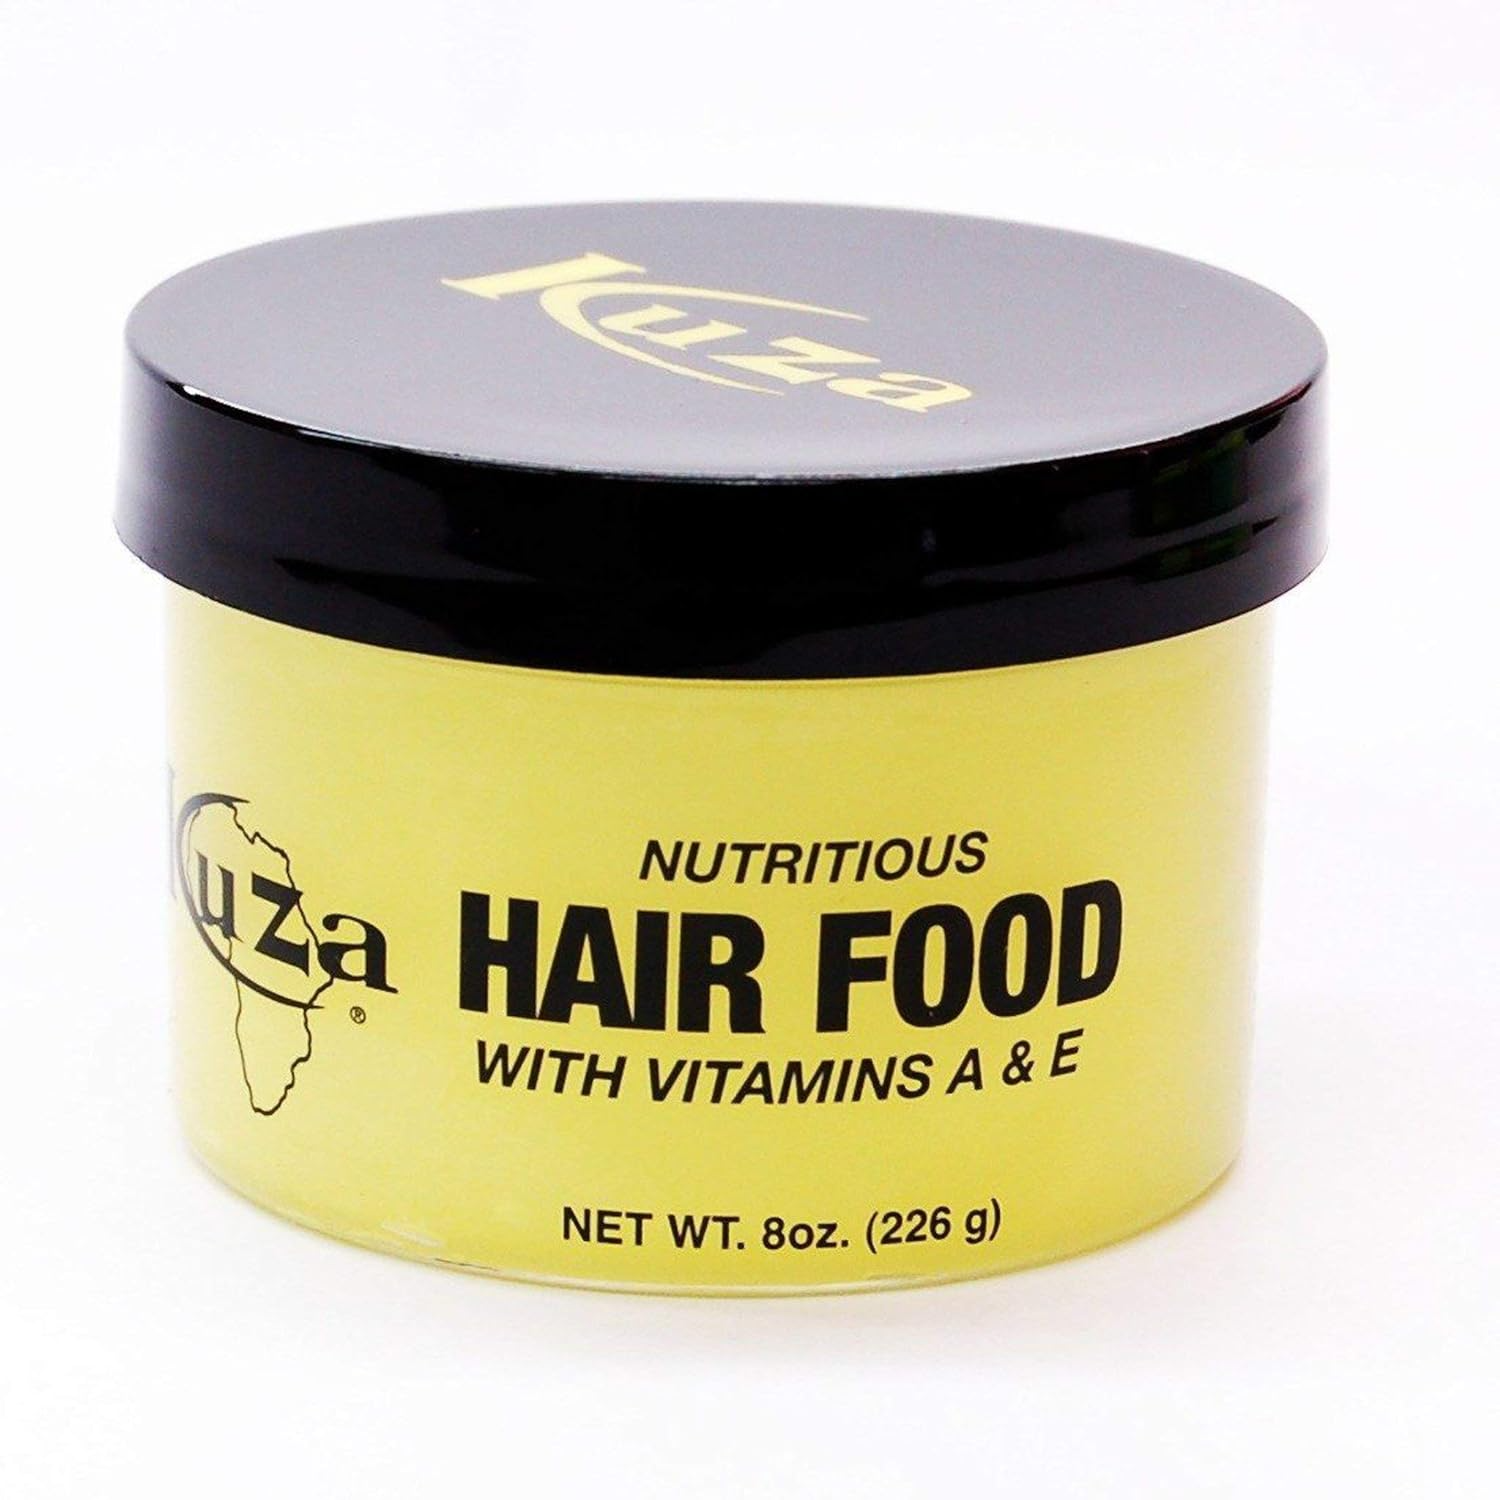 Kuza
Kuza
®
NUTRITIOUS
HAIR FOOD
WITH VITAMINS A & E
NET WT. 8oz. (226 g)